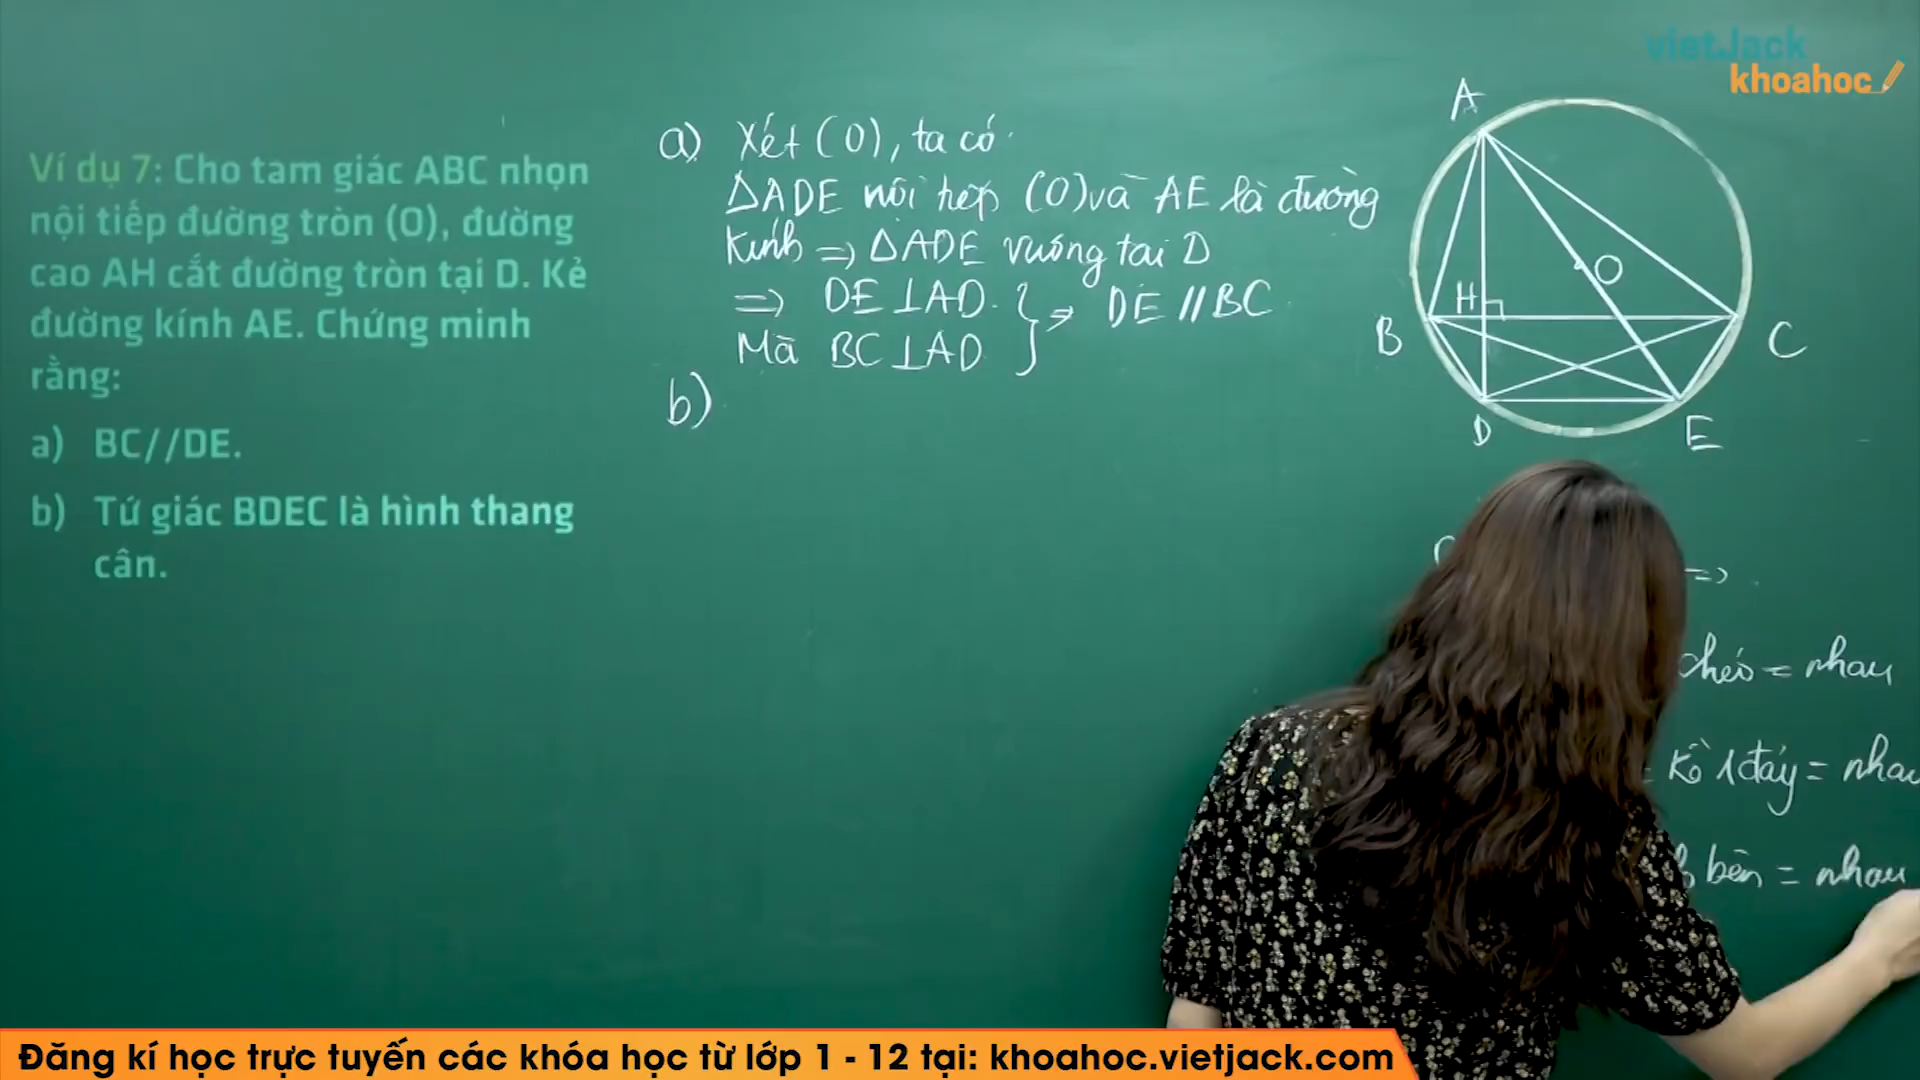 vietJack
khoahoc
Ví dụ 7: Cho tam giác ABC nhọn
nội tiếp đường tròn (O), đường
cao AH cắt đường tròn tại D. Kẻ
đường kính AE. Chứng minh
rằng:
a) BC//DE.
b) Tứ giác BDEC là hình thang
cân.
a) Xét (O), ta có
ΔADE nội tiếp (O) và AE là đường
kính => ΔADE vuông tại D
=> DE ⊥ AD. } => DE // BC
Mà BC ⊥ AD
b)
A
O
H
B
C
D
E
=>
chéo = nhau
kề 1 đáy = nhau
bên = nhau
Đăng kí học trực tuyến các khóa học từ lớp 1 - 12 tại: khoahoc.vietjack.com